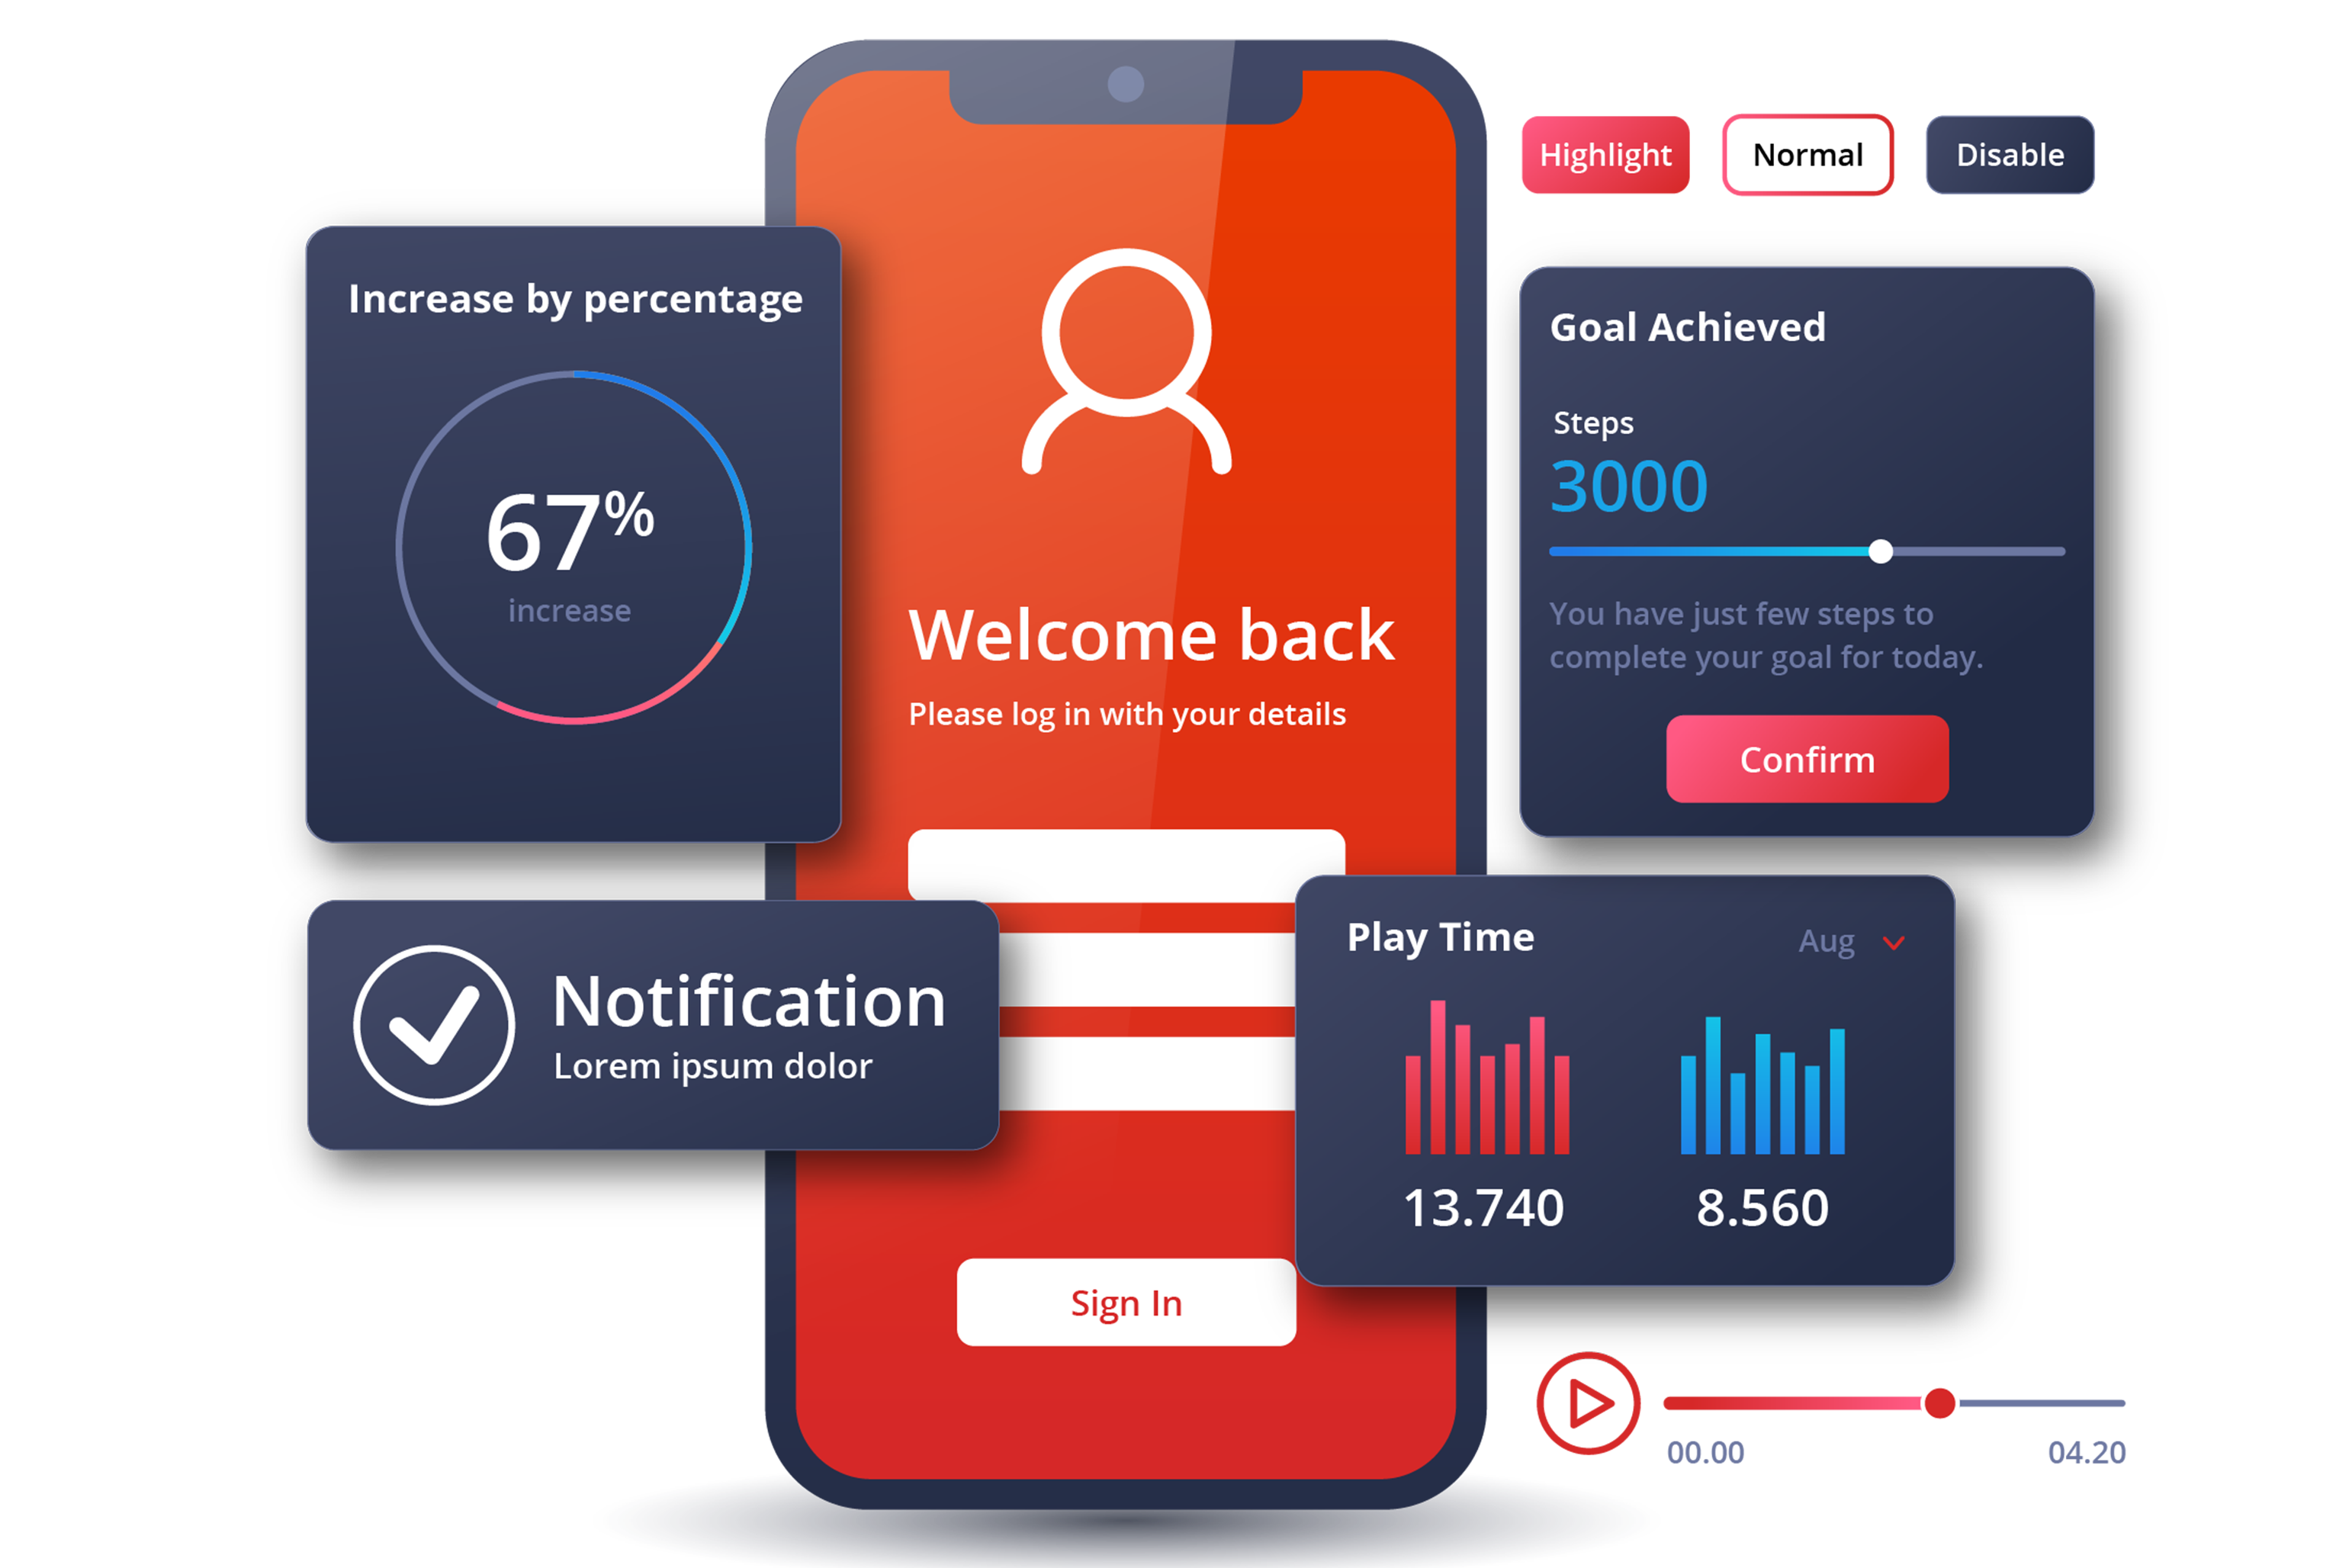 Highlight
Normal
Disable
Increase by percentage
67%
increase
Welcome back
Please log in with your details
Goal Achieved
Steps
3000
You have just few steps to
complete your goal for today.
Confirm
Notification
Lorem ipsum dolor
Play Time
Aug
13.740
8.560
Sign In
00.00
04.20